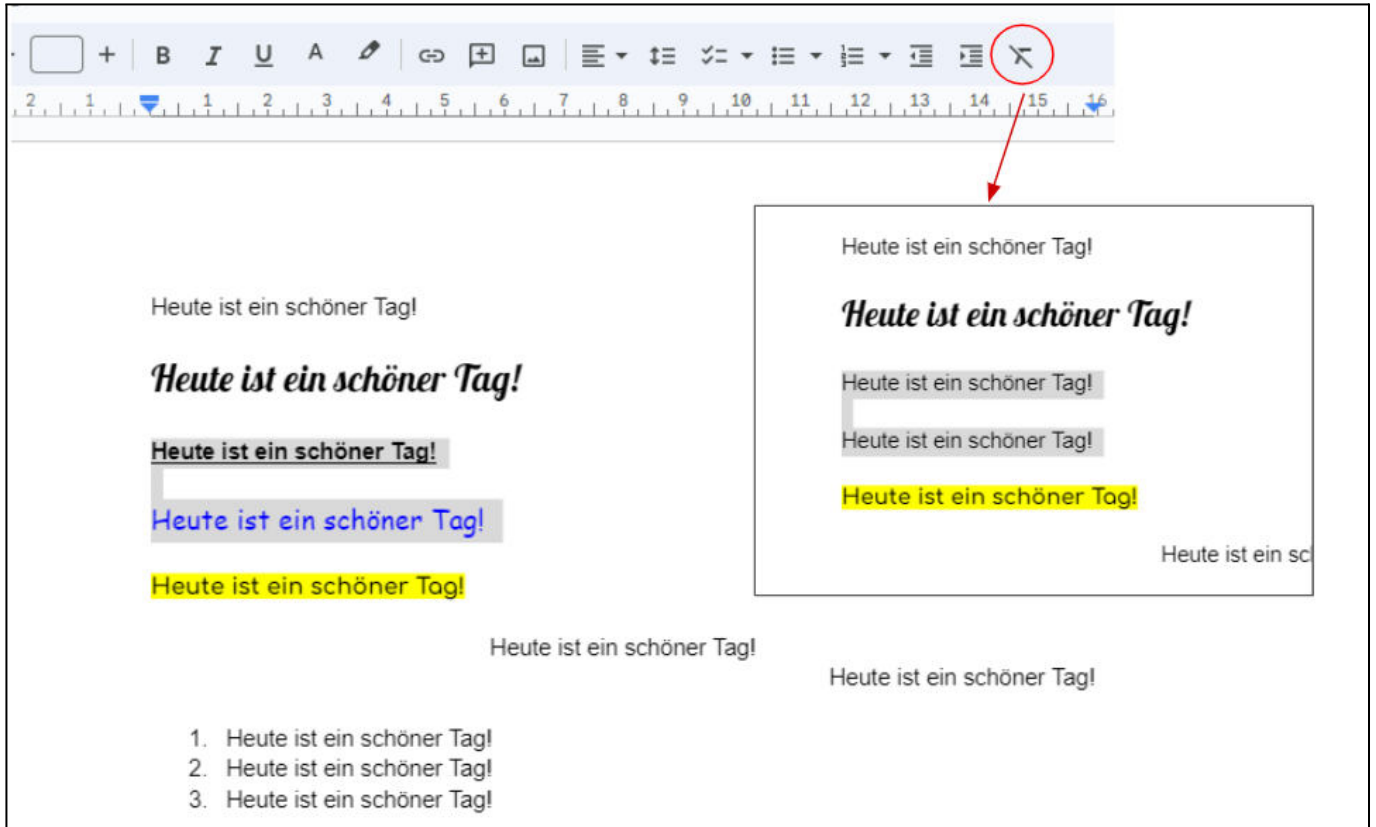 B I U A
2 1 1 2 3 4 5 6 7 8 9 10 11 12 13 14 15 16
Heute ist ein schöner Tag!
Heute ist ein schöner Tag!
Heute ist ein schöner Tag!
Heute ist ein schöner Tag!
Heute ist ein schöner Tag!
Heute ist ein schöner Tag!
Heute ist ein schöner Tag!
1. Heute ist ein schöner Tag!
2. Heute ist ein schöner Tag!
3. Heute ist ein schöner Tag!
Heute ist ein schöner Tag!
Heute ist ein schöner Tag!
Heute ist ein schöner Tag!
Heute ist ein schöner Tag!
Heute ist ein schöner Tag!
Heute ist ein sc